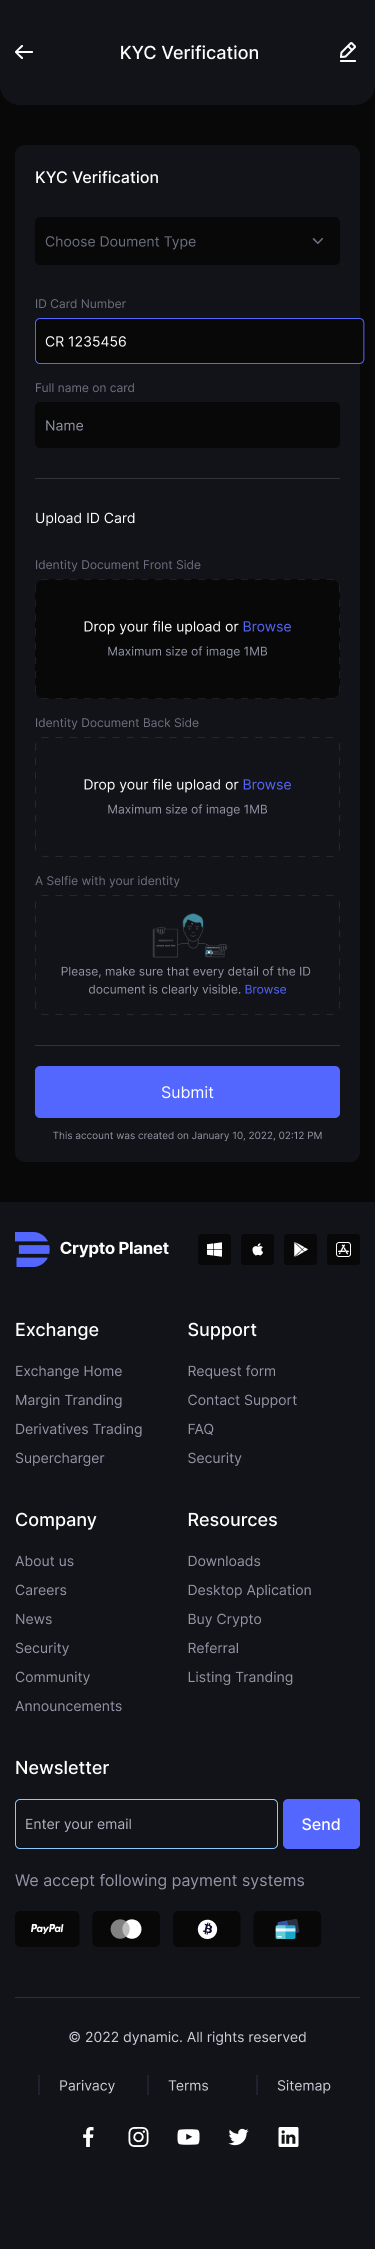 KYC Verification
KYC Verification
Choose Doument Type
ID Card Number
CR 1235456
Full name on card
Name
Upload ID Card
Identity Document Front Side
Drop your file upload or Browse
Maximum size of image 1MB
Identity Document Back Side
Drop your file upload or Browse
Maximum size of image 1MB
A Selfie with your identity
Please, make sure that every detail of the ID
document is clearly visible. Browse
Submit
This account was created on January 10, 2022, 02:12 PM
Crypto Planet
Exchange
Exchange Home
Margin Tranding
Derivatives Trading
Supercharger
Support
Request form
Contact Support
FAQ
Security
Company
About us
Careers
News
Security
Community
Announcements
Resources
Downloads
Desktop Aplication
Buy Crypto
Referral
Listing Tranding
Newsletter
Enter your email
Send
We accept following payment systems
PayPal
© 2022 dynamic. All rights reserved
Parivacy
Terms
Sitemap